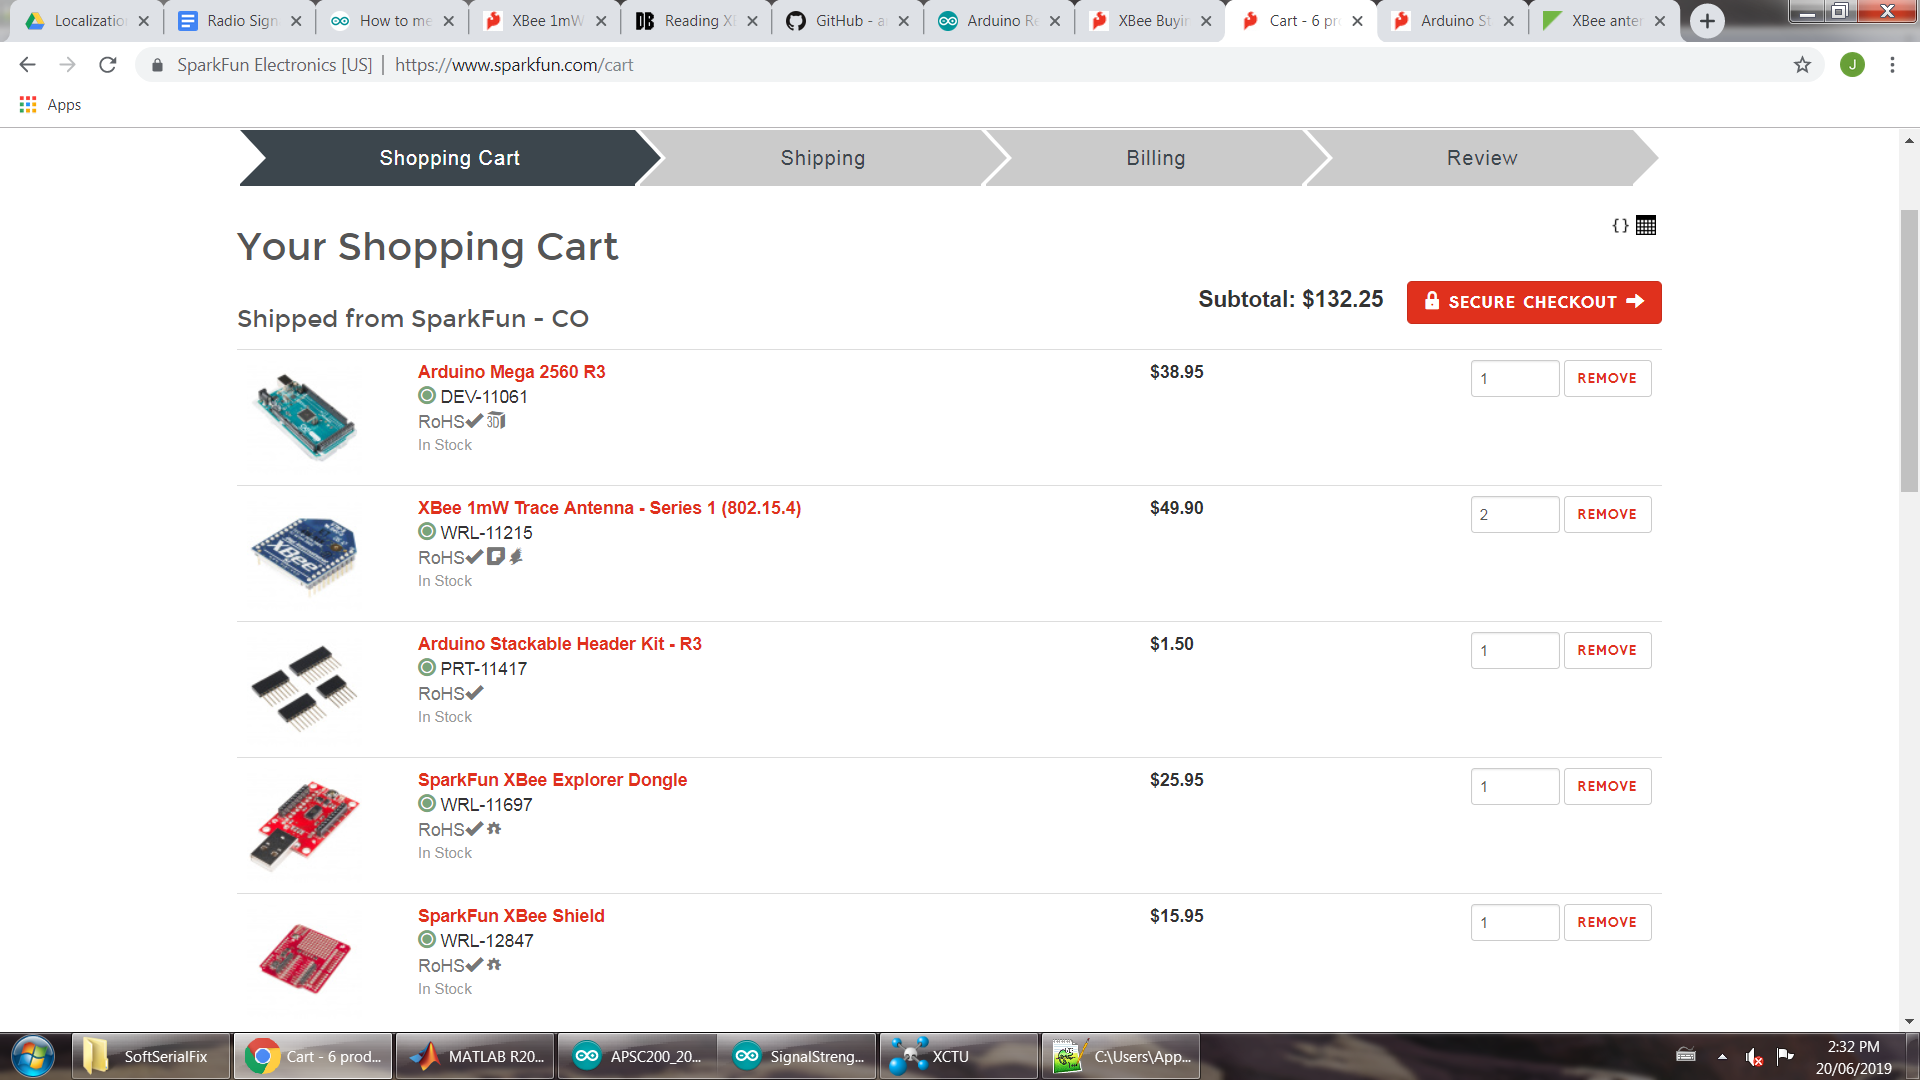 Localizatio
Radio Sign
How to me
XBee 1mW
DB
Reading X
GitHub - a
Arduino Re
XBee Buyin
Cart - 6 pr
Arduino St
XBee anter
SparkFun Electronics [US] | https://www.sparkfun.com/cart
J
Apps
Shopping Cart
Shipping
Billing
Review
Your Shopping Cart
{}
Subtotal: $132.25
SECURE CHECKOUT
Shipped from SparkFun - CO
Arduino Mega 2560 R3
$38.95
1
REMOVE
DEV-11061
RoHS 3D
In Stock
XBee 1mW Trace Antenna - Series 1 (802.15.4)
$49.90
2
REMOVE
WRL-11215
RoHS
In Stock
XBee
Arduino Stackable Header Kit - R3
$1.50
1
REMOVE
PRT-11417
RoHS
In Stock
SparkFun XBee Explorer Dongle
$25.95
1
REMOVE
WRL-11697
RoHS
In Stock
SparkFun XBee Shield
$15.95
1
REMOVE
WRL-12847
RoHS
In Stock
SoftSerialFix
Cart - 6 prod...
MATLAB R20...
APSC200_20...
SignalStreng...
XCTU
C:\Users\App...
2:32 PM
20/06/2019